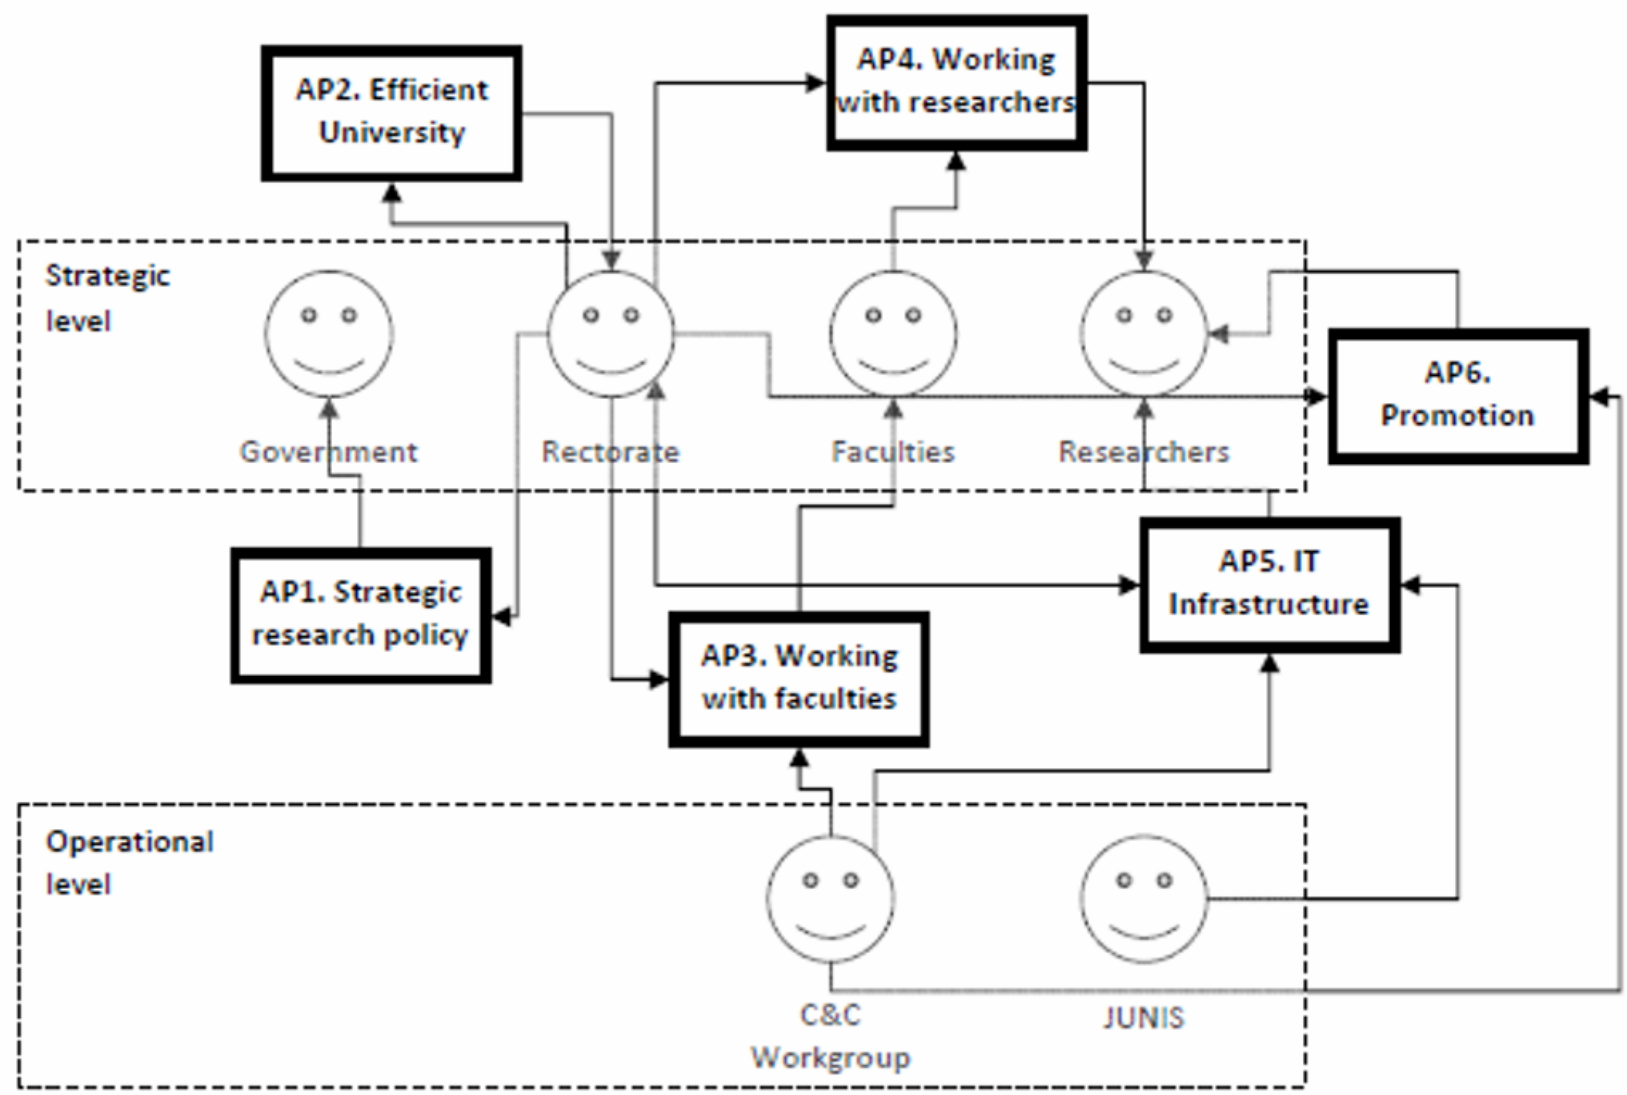 AP4. Working
with researchers
AP2. Efficient
University
Strategic
level
AP6.
Promotion
Government
Rectorate
Faculties
Researchers
AP5. IT
Infrastructure
AP1. Strategic
research policy
AP3. Working
with faculties
Operational
level
C&C
Workgroup
JUNIS